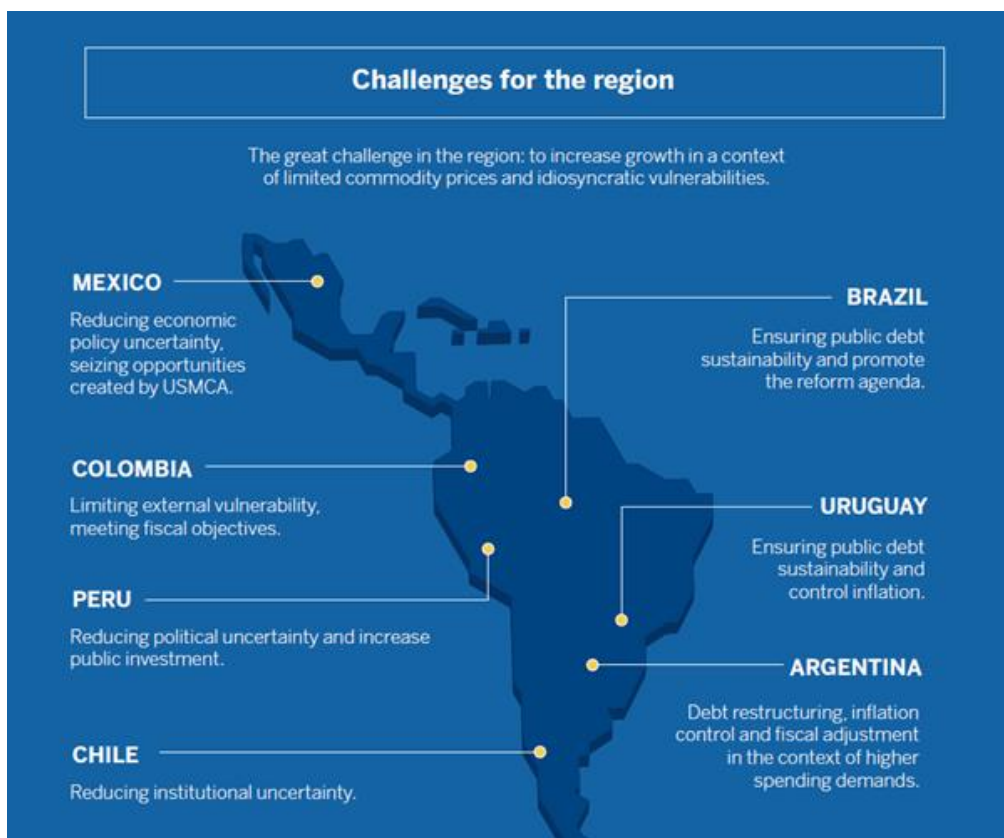 Challenges for the region
The great challenge in the region: to increase growth in a context
of limited commodity prices and idiosyncratic vulnerabilities.
MEXICO
Reducing economic
policy uncertainty,
seizing opportunities
created by USMCA.
BRAZIL
Ensuring public debt
sustainability and promote
the reform agenda.
COLOMBIA
Limiting external vulnerability,
meeting fiscal objectives.
URUGUAY
Ensuring public debt
sustainability and
control inflation.
PERU
Reducing political uncertainty and increase
public investment.
ARGENTINA
Debt restructuring, inflation
control and fiscal adjustment
in the context of higher
spending demands.
CHILE
Reducing institutional uncertainty.